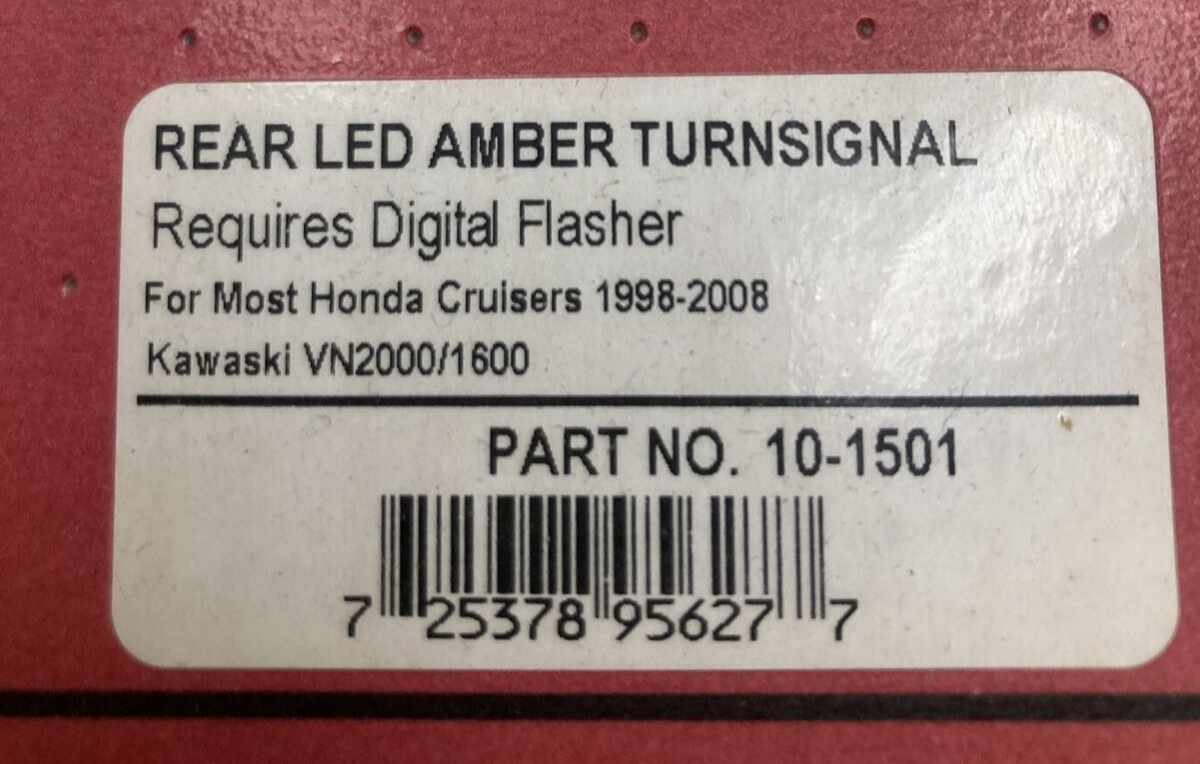 REAR LED AMBER TURNSIGNAL
Requires Digital Flasher
For Most Honda Cruisers 1998-2008
Kawaski VN2000/1600
PART NO. 10-1501
7 25378 95627 7